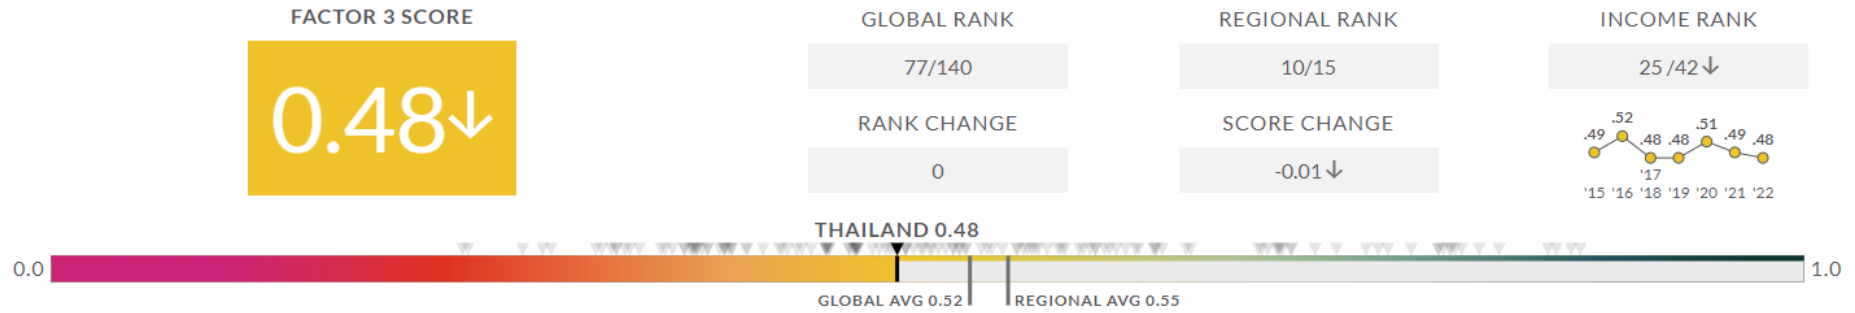 FACTOR 3 SCORE
0.48↓
GLOBAL RANK
77/140
REGIONAL RANK
10/15
INCOME RANK
25 /42↓
RANK CHANGE
0
SCORE CHANGE
-0.01↓
.49 .52 .48 .48 .51 .49 .48
'17
'15 '16 '18 '19 '20 '21 '22
THAILAND 0.48
0.0
1.0
GLOBAL AVG 0.52
REGIONAL AVG 0.55